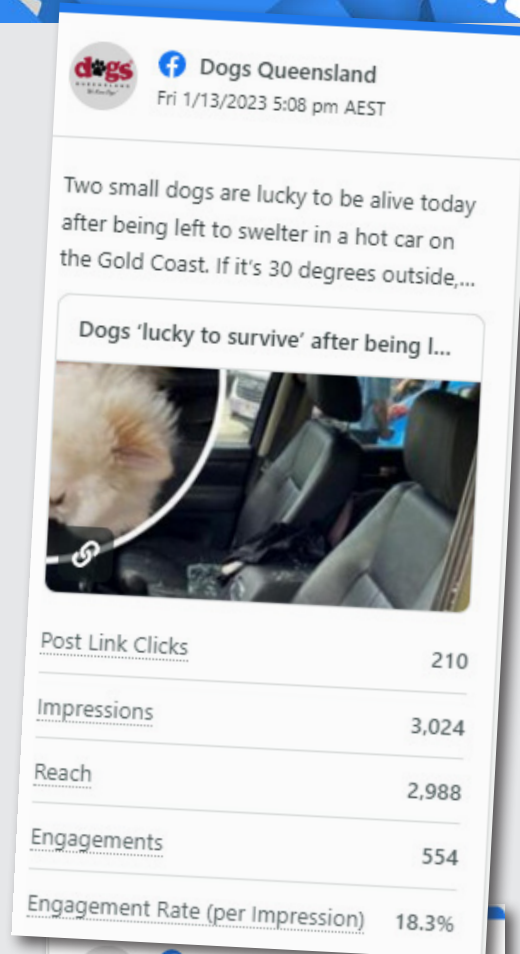 dogs
QUEENSLAND
Dogs Queensland
Fri 1/13/2023 5:08 pm AEST
Two small dogs are lucky to be alive today
after being left to swelter in a hot car on
the Gold Coast. If it's 30 degrees outside,...
Dogs 'lucky to survive' after being l...
Post Link Clicks 210
Impressions 3,024
Reach 2,988
Engagements 554
Engagement Rate (per Impression) 18.3%